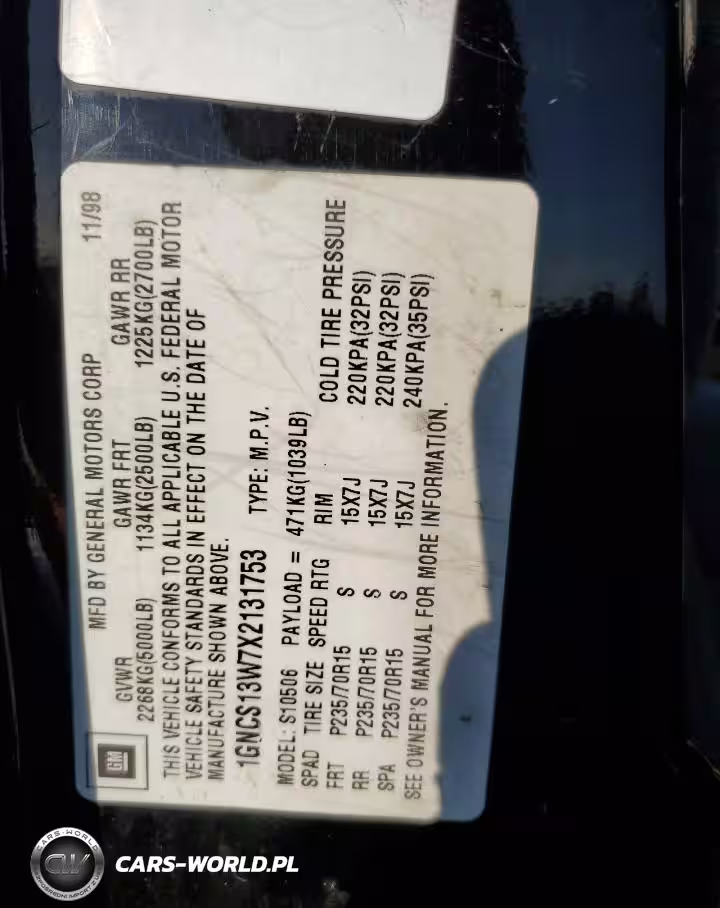 MFD BY GENERAL MOTORS CORP 11/98
GVWR GAWR FRT GAWR RR
2268KG(5000LB) 1134KG(2500LB) 1225KG(2700LB)
THIS VEHICLE CONFORMS TO ALL APPLICABLE U.S. FEDERAL MOTOR
VEHICLE SAFETY STANDARDS IN EFFECT ON THE DATE OF
MANUFACTURE SHOWN ABOVE.
1GNCS13W7X2131753 TYPE: M.P.V.
MODEL: S10506 PAYLOAD = 471KG(1039LB)
SPAD TIRE SIZE SPEED RTG RIM COLD TIRE PRESSURE
FRT P235/70R15 S 15X7J 220KPA(32PSI)
RR P235/70R15 S 15X7J 220KPA(32PSI)
SPA P235/70R15 S 15X7J 240KPA(35PSI)
SEE OWNER'S MANUAL FOR MORE INFORMATION.
GM
CARS-WORLD
CW
CARS-WORLD.PL